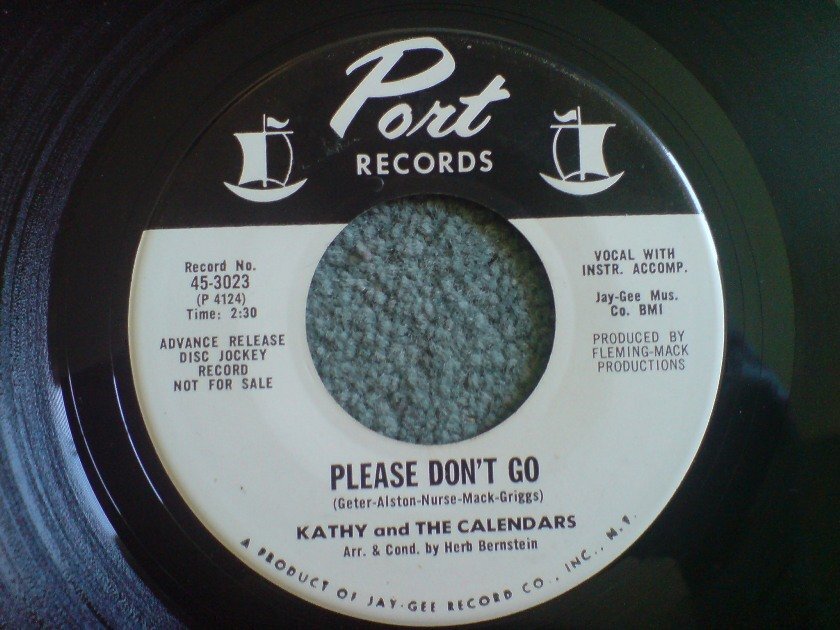 Port
RECORDS
Record No.
45-3023
(P 4124)
Time: 2:30
ADVANCE RELEASE
DISC JOCKEY
RECORD
NOT FOR SALE
VOCAL WITH
INSTR. ACCOMP.
Jay-Gee Mus.
Co. BMI
PRODUCED BY
FLEMING-MACK
PRODUCTIONS
PLEASE DON'T GO
(Geter-Alston-Nurse-Mack-Griggs)
KATHY and THE CALENDARS
Arr. & Cond. by Herb Bernstein
A PRODUCT OF JAY-GEE RECORD CO., INC., N.Y.